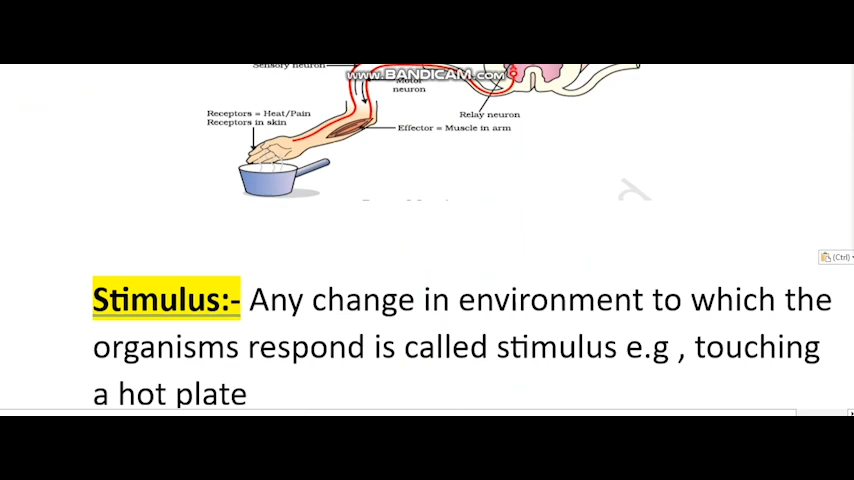 Sensory neuron
www.BANDICAM.com
Motor
neuron
Receptors = Heat/Pain
Receptors in skin
Relay neuron
Effector = Muscle in arm
(Ctrl)
Stimulus:- Any change in environment to which the
organisms respond is called stimulus e.g , touching
a hot plate